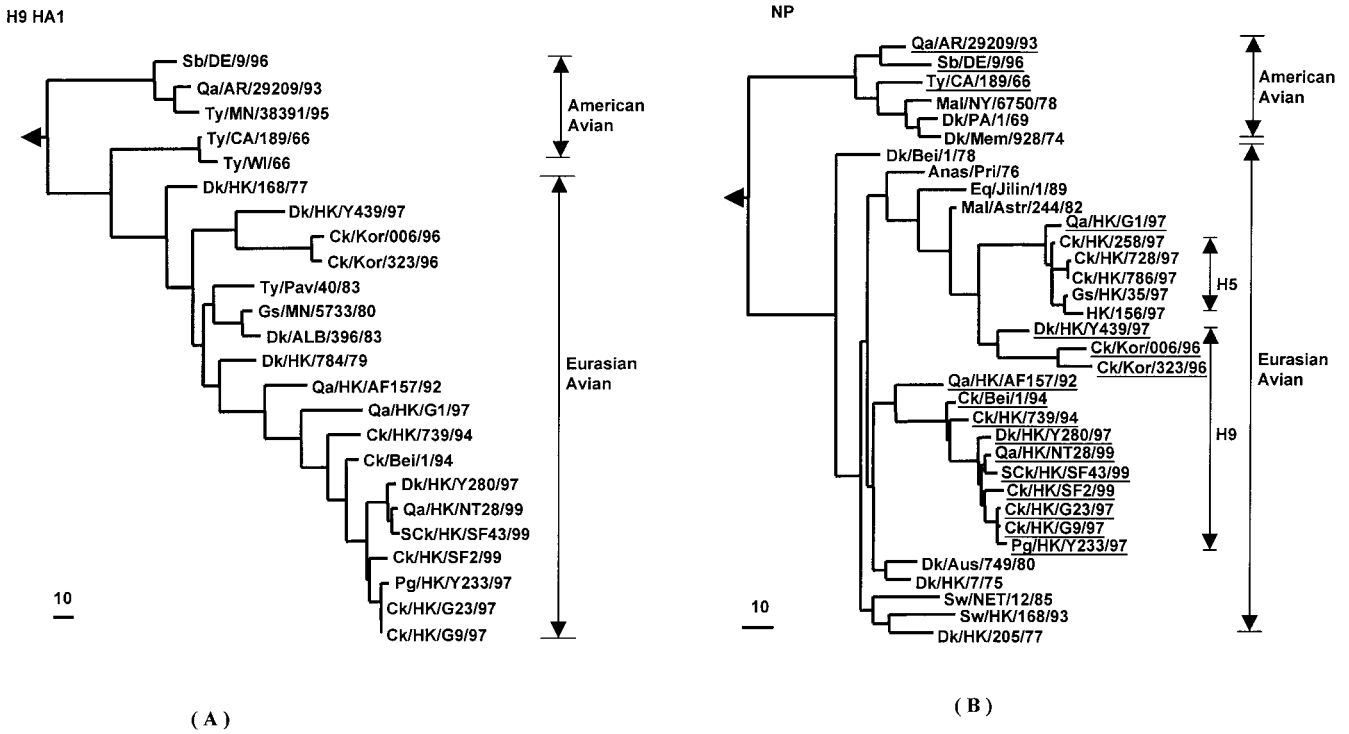 H9 HA1
Sb/DE/9/96
Qa/AR/29209/93
Ty/MN/38391/95
Ty/CA/189/66
Ty/WI/66
Dk/HK/168/77
Dk/HK/Y439/97
Ck/Kor/006/96
Ck/Kor/323/96
Ty/Pav/40/83
Gs/MN/5733/80
Dk/ALB/396/83
Dk/HK/784/79
Qa/HK/AF157/92
Qa/HK/G1/97
Ck/HK/739/94
Ck/Bei/1/94
Dk/HK/Y280/97
Qa/HK/NT28/99
SCk/HK/SF43/99
Ck/HK/SF2/99
Pg/HK/Y233/97
Ck/HK/G23/97
Ck/HK/G9/97
American
Avian
Eurasian
Avian
10
( A )
NP
Qa/AR/29209/93
Sb/DE/9/96
Ty/CA/189/66
Mal/NY/6750/78
Dk/PA/1/69
Dk/Mem/928/74
Dk/Bei/1/78
Anas/Pri/76
Eq/Jilin/1/89
Mal/Astr/244/82
Qa/HK/G1/97
Ck/HK/258/97
Ck/HK/728/97
Ck/HK/786/97
Gs/HK/35/97
HK/156/97
Dk/HK/Y439/97
Ck/Kor/006/96
Ck/Kor/323/96
Qa/HK/AF157/92
Ck/Bei/1/94
Ck/HK/739/94
Dk/HK/Y280/97
Qa/HK/NT28/99
SCk/HK/SF43/99
Ck/HK/SF2/99
Ck/HK/G23/97
Ck/HK/G9/97
Pg/HK/Y233/97
Dk/Aus/749/80
Dk/HK/7/75
Sw/NET/12/85
Sw/HK/168/93
Dk/HK/205/77
American
Avian
H5
Eurasian
Avian
H9
10
( B )